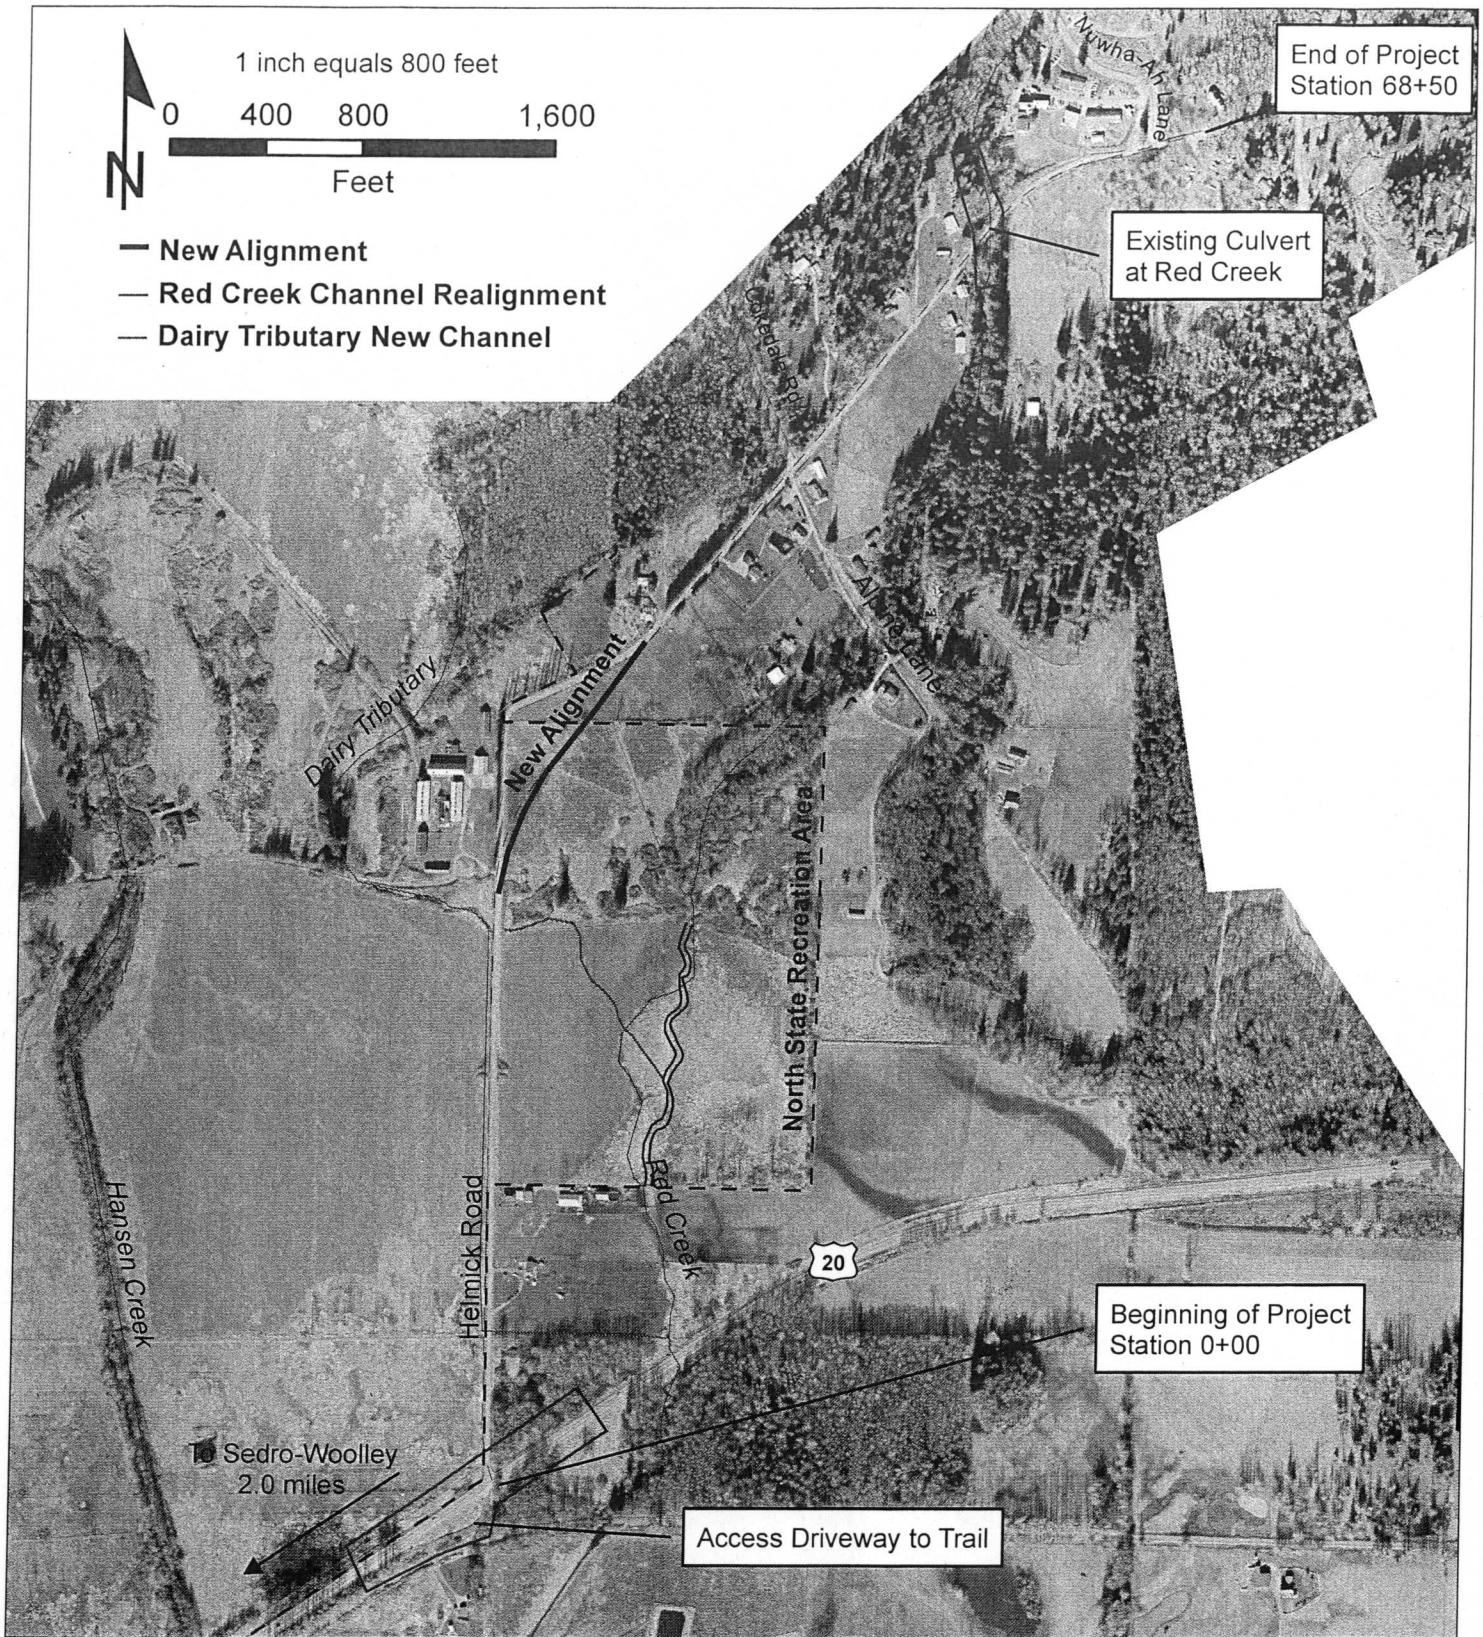 Nuwha-Ah Lane
End of Project
Station 68+50
1 inch equals 800 feet
0 400 800 1,600
Feet
N
New Alignment
Red Creek Channel Realignment
Dairy Tributary New Channel
Existing Culvert
at Red Creek
Cokedale Road
Alpine Lane
New Alignment
Dairy Tributary
North State Recreation Area
Hansen Creek
Helmick Road
Red Creek
20
Beginning of Project
Station 0+00
To Sedro-Woolley
2.0 miles
Access Driveway to Trail